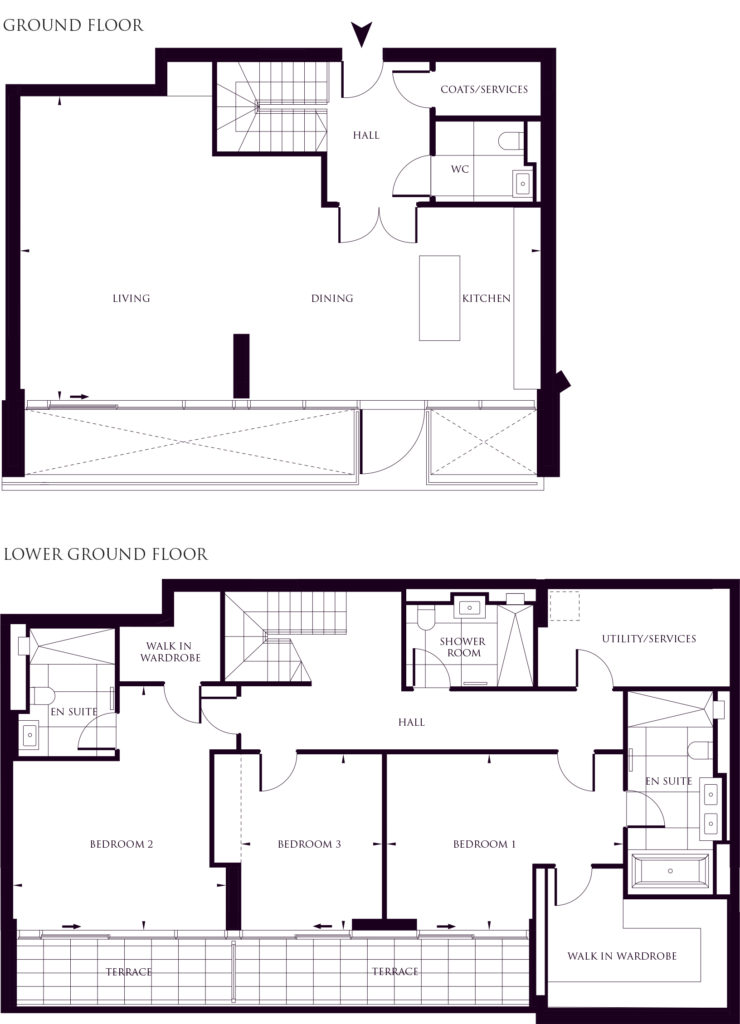 GROUND FLOOR
COATS/SERVICES
HALL
WC
LIVING
DINING
KITCHEN
LOWER GROUND FLOOR
WALK IN
WARDROBE
SHOWER
ROOM
UTILITY/SERVICES
EN SUITE
HALL
EN SUITE
BEDROOM 2
BEDROOM 3
BEDROOM 1
WALK IN WARDROBE
TERRACE
TERRACE